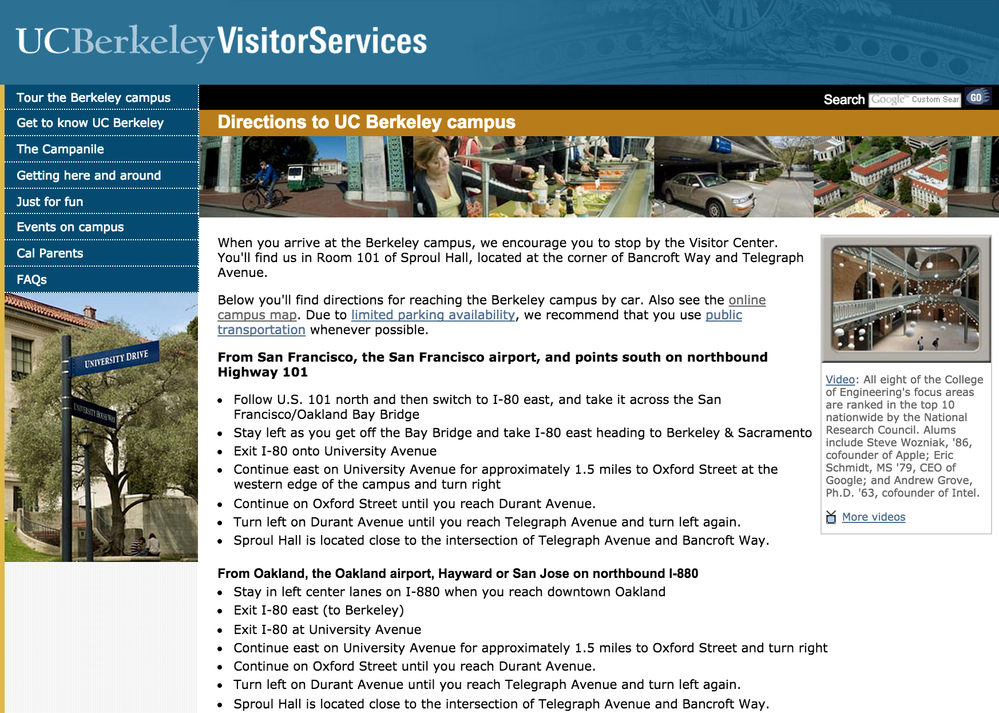 UCBerkeleyVisitorServices
Tour the Berkeley campus
Get to know UC Berkeley
The Campanile
Getting here and around
Just for fun
Events on campus
Cal Parents
FAQs
UNIVERSITY DRIVE
UNIVERSITY HOUSE WAY
Search Google™ Custom Sear GO
Directions to UC Berkeley campus
When you arrive at the Berkeley campus, we encourage you to stop by the Visitor Center.
You'll find us in Room 101 of Sproul Hall, located at the corner of Bancroft Way and Telegraph
Avenue.
Below you'll find directions for reaching the Berkeley campus by car. Also see the online
campus map. Due to limited parking availability, we recommend that you use public
transportation whenever possible.
From San Francisco, the San Francisco airport, and points south on northbound
Highway 101
• Follow U.S. 101 north and then switch to I-80 east, and take it across the San
Francisco/Oakland Bay Bridge
• Stay left as you get off the Bay Bridge and take I-80 east heading to Berkeley & Sacramento
• Exit I-80 onto University Avenue
• Continue east on University Avenue for approximately 1.5 miles to Oxford Street at the
western edge of the campus and turn right
• Continue on Oxford Street until you reach Durant Avenue.
• Turn left on Durant Avenue until you reach Telegraph Avenue and turn left again.
• Sproul Hall is located close to the intersection of Telegraph Avenue and Bancroft Way.
From Oakland, the Oakland airport, Hayward or San Jose on northbound I-880
• Stay in left center lanes on I-880 when you reach downtown Oakland
• Exit I-80 east (to Berkeley)
• Exit I-80 at University Avenue
• Continue east on University Avenue for approximately 1.5 miles to Oxford Street and turn right
• Continue on Oxford Street until you reach Durant Avenue.
• Turn left on Durant Avenue until you reach Telegraph Avenue and turn left again.
• Sproul Hall is located close to the intersection of Telegraph Avenue and Bancroft Way.
Video: All eight of the College
of Engineering's focus areas
are ranked in the top 10
nationwide by the National
Research Council. Alums
include Steve Wozniak, '86,
cofounder of Apple; Eric
Schmidt, MS '79, CEO of
Google; and Andrew Grove,
Ph.D. '63, cofounder of Intel.
More videos